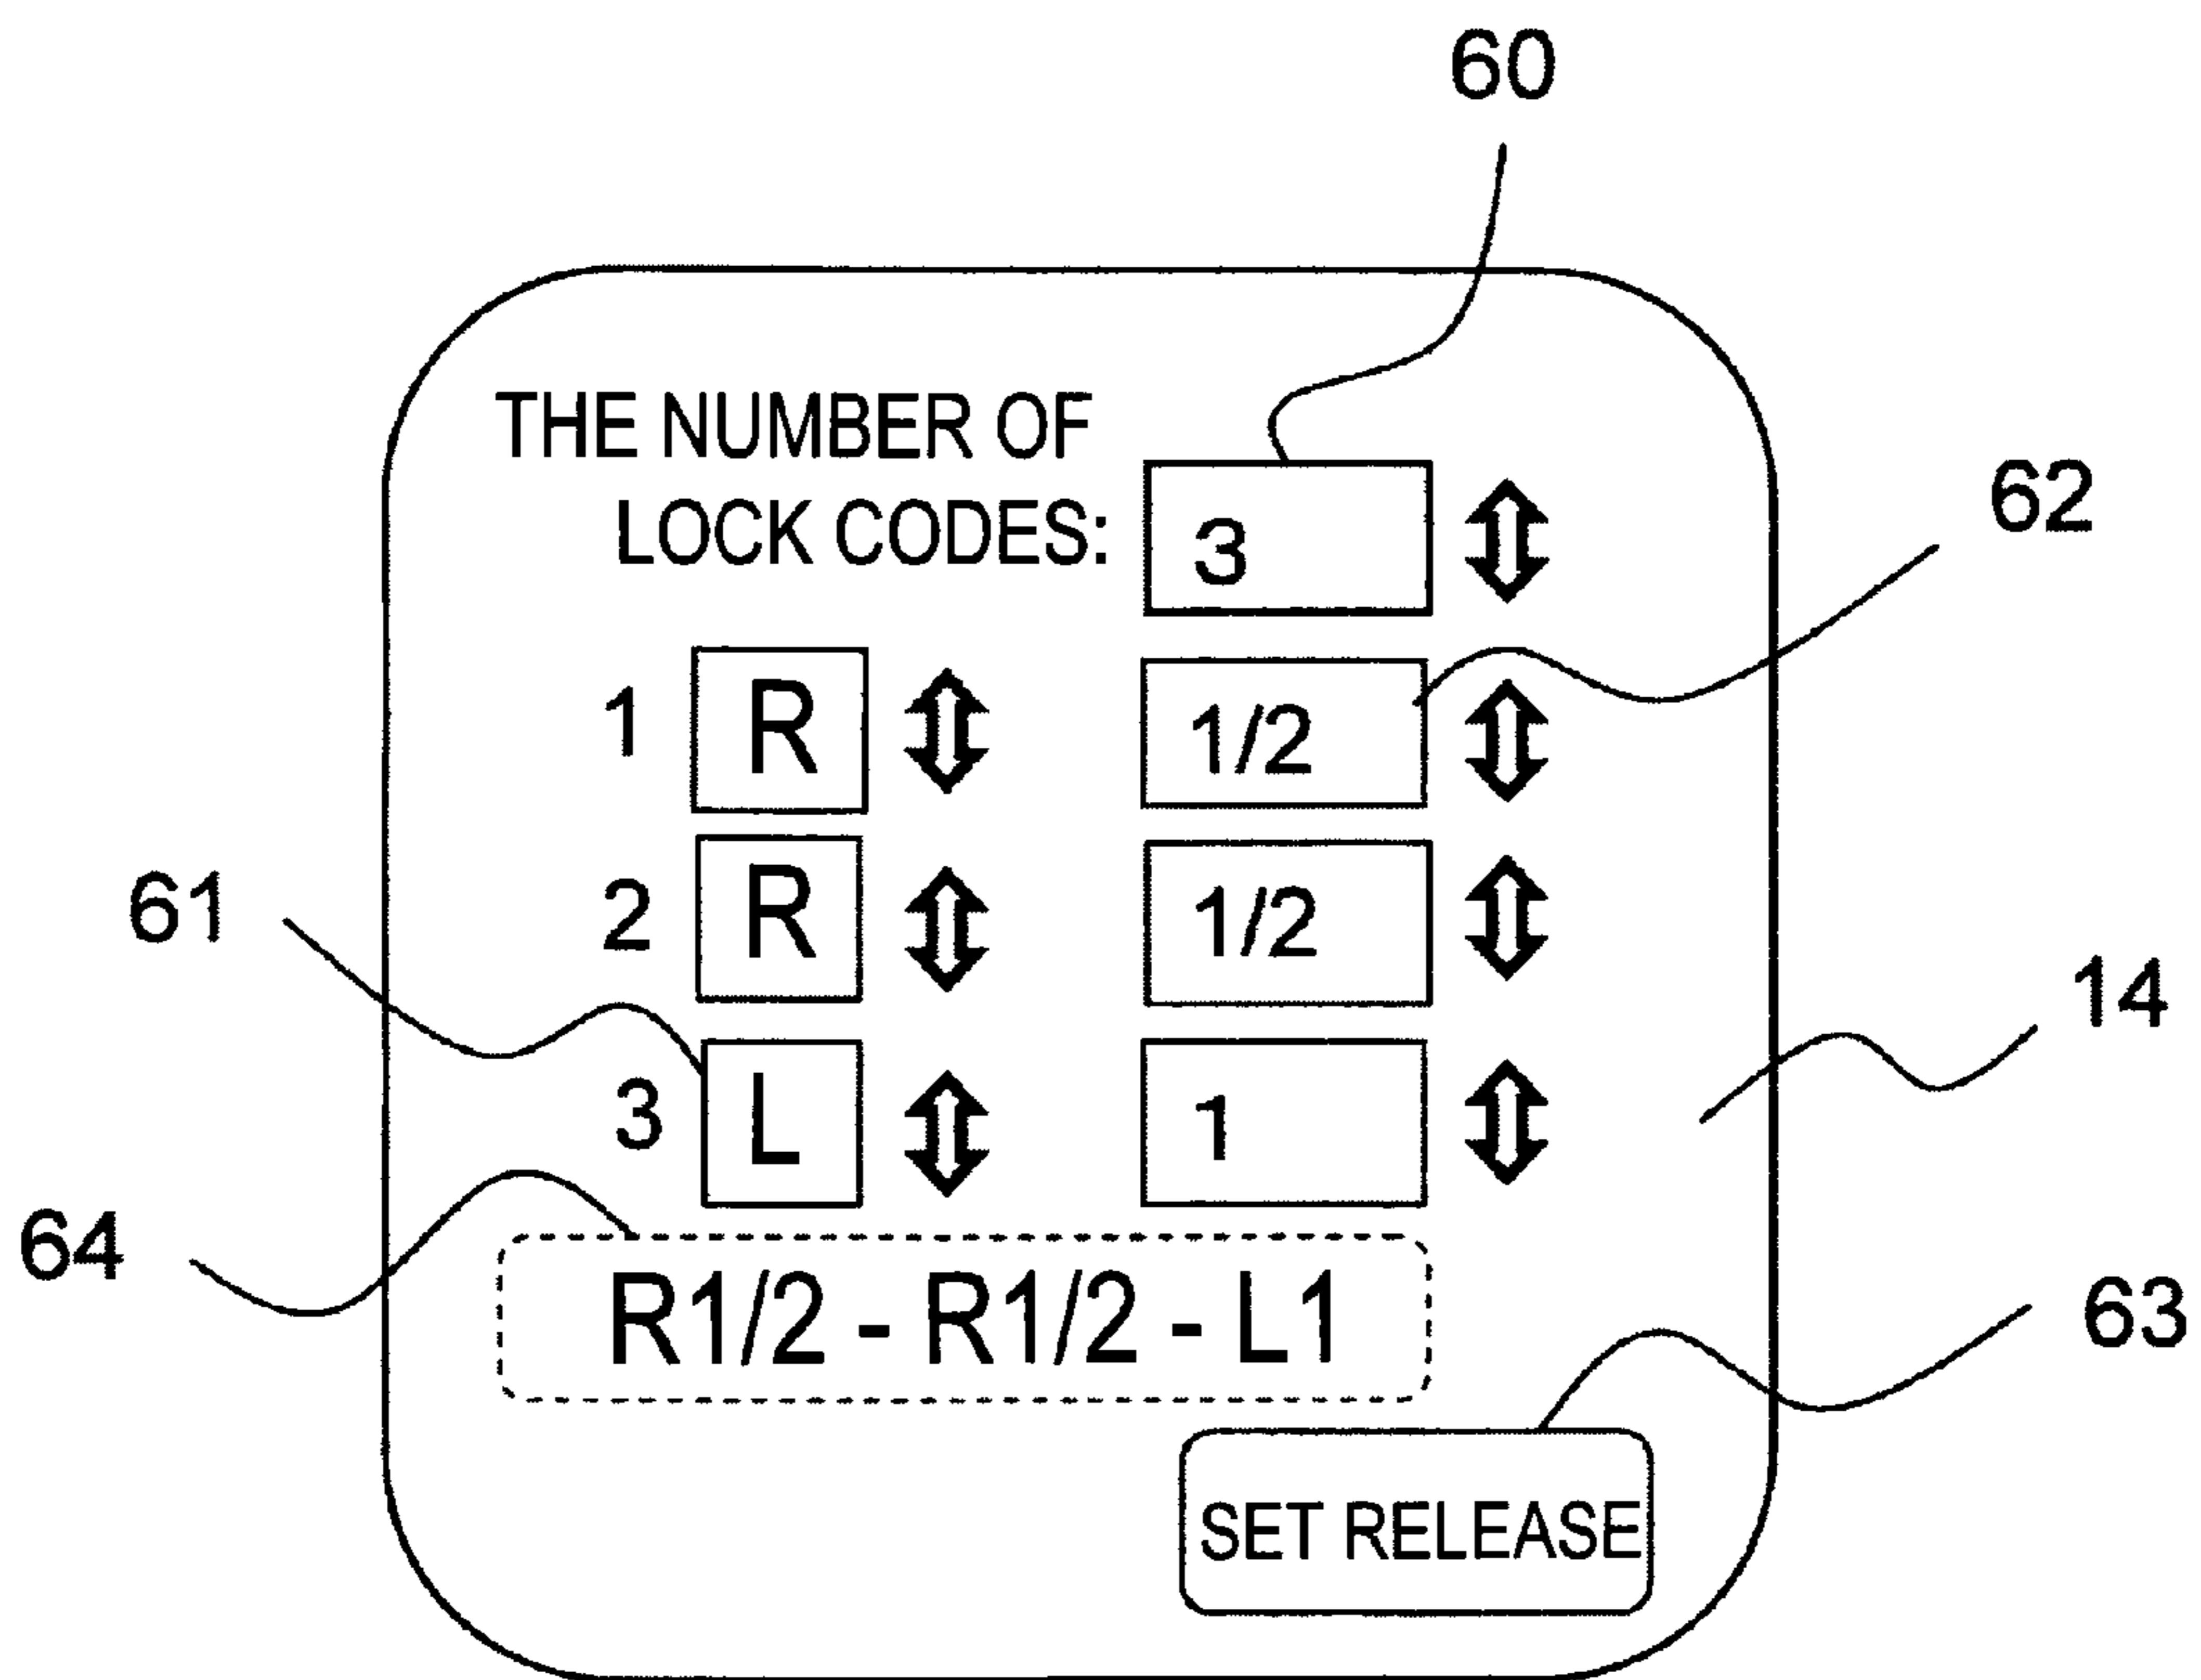 60
THE NUMBER OF
LOCK CODES: 3
62
1 R 1/2
61
2 R 1/2
14
3 L 1
64
R1/2 - R1/2 - L1
63
SET RELEASE